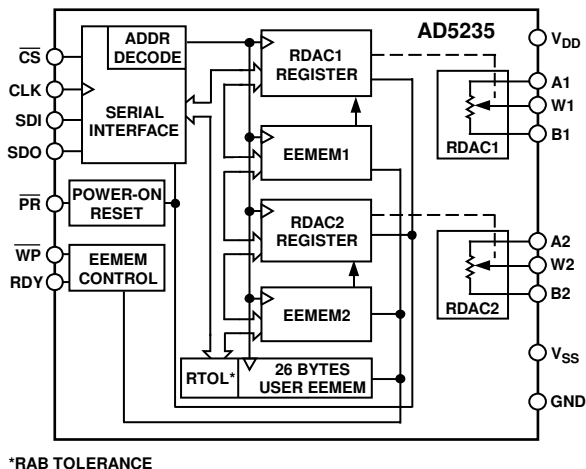 AD5235
ADDR
DECODE
SERIAL
INTERFACE
CS
CLK
SDI
SDO
PR
WP
RDY
POWER-ON
RESET
EEMEM
CONTROL
RDAC1
REGISTER
EEMEM1
RDAC2
REGISTER
EEMEM2
RTOL*
26 BYTES
USER EEMEM
RDAC1
RDAC2
VDD
A1
W1
B1
A2
W2
B2
VSS
GND
*RAB TOLERANCE